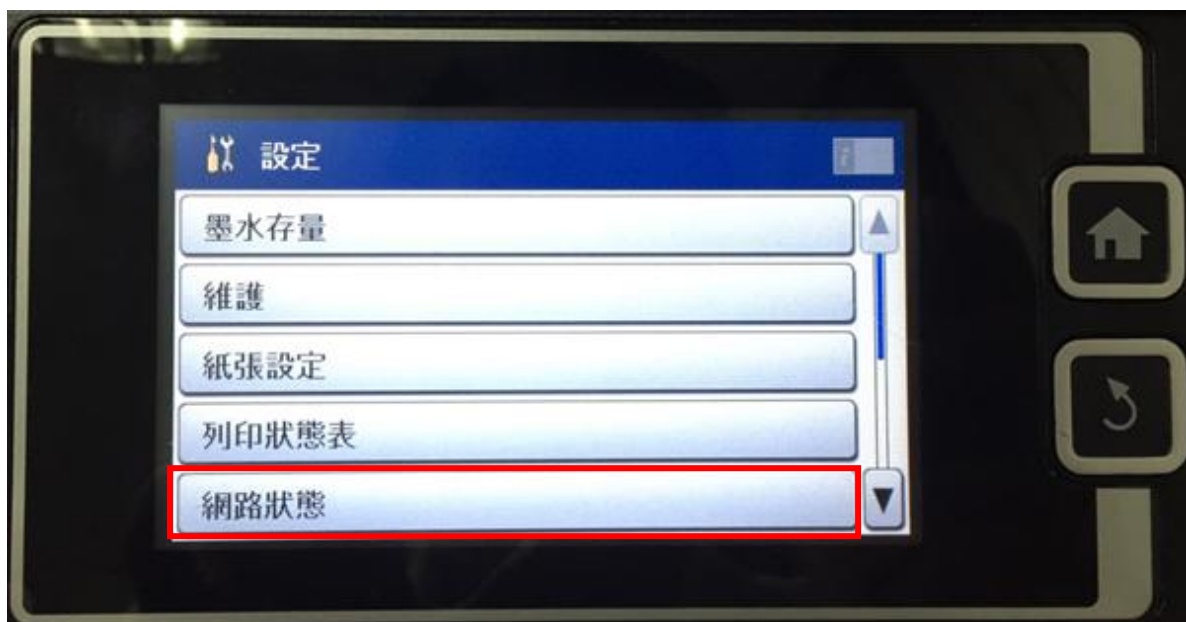 設定
墨水存量
維護
紙張設定
列印狀態表
網路狀態